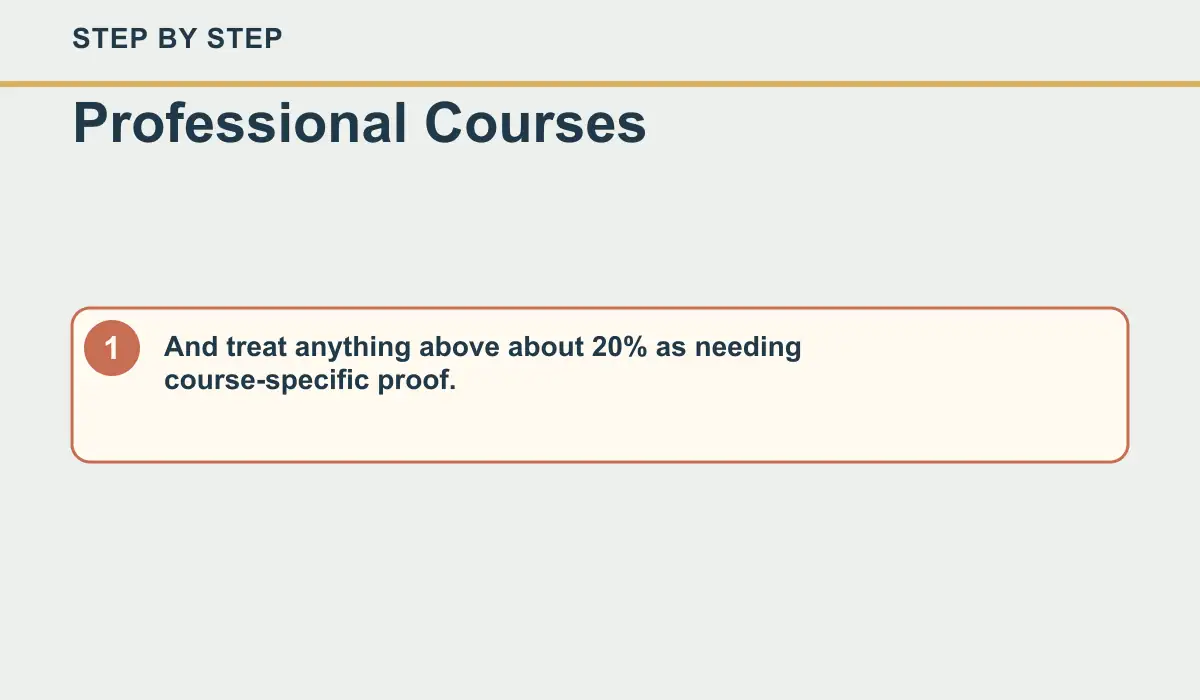 STEP BY STEP
Professional Courses
1
And treat anything above about 20% as needing
course-specific proof.